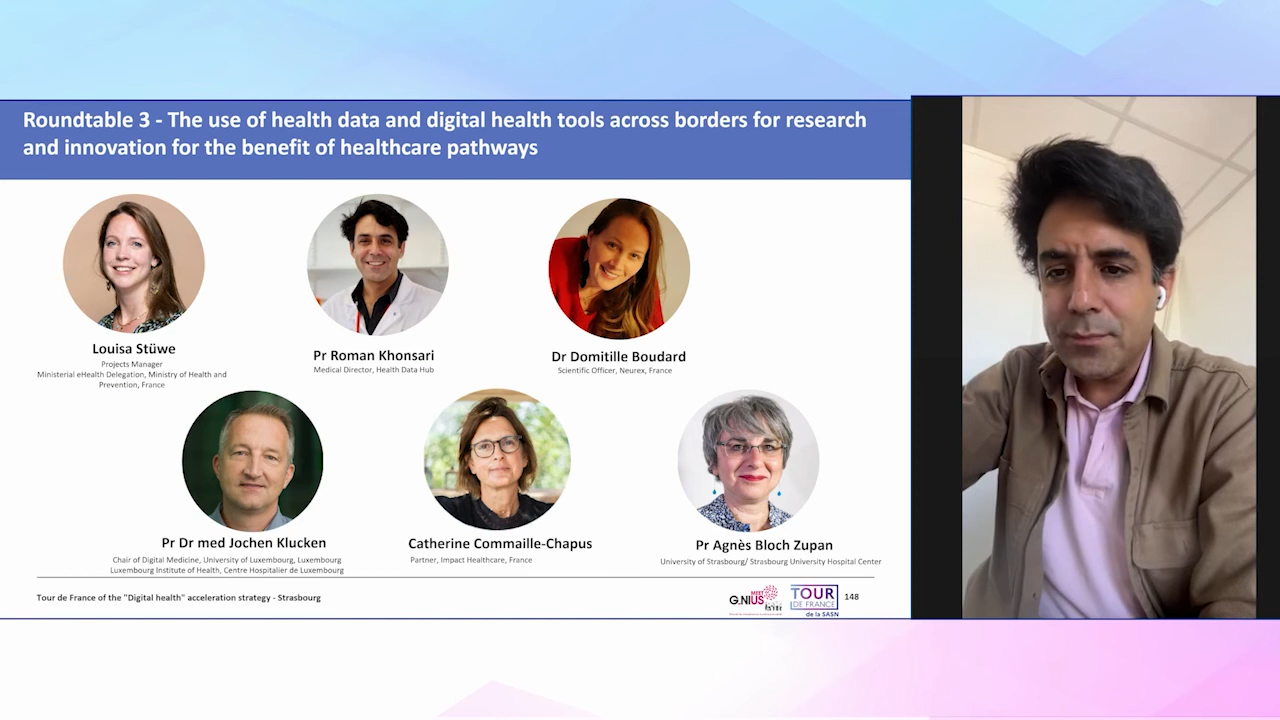 Roundtable 3 - The use of health data and digital health tools across borders for research
and innovation for the benefit of healthcare pathways
Louisa Stüwe
Projects Manager
Ministerial eHealth Delegation, Ministry of Health and
Prevention, France
Pr Roman Khonsari
Medical Director, Health Data Hub
Dr Domitille Boudard
Scientific Officer, Neurex, France
Pr Dr med Jochen Klucken
Chair of Digital Medicine, University of Luxembourg, Luxembourg
Luxembourg Institute of Health, Centre Hospitalier de Luxembourg
Catherine Commaille-Chapus
Partner, Impact Healthcare, France
Pr Agnès Bloch Zupan
University of Strasbourg/ Strasbourg University Hospital Center
Tour de France of the "Digital health" acceleration strategy - Strasbourg
MEET
G_NIUS
TOUR
DE FRANCE
de la SASN
148